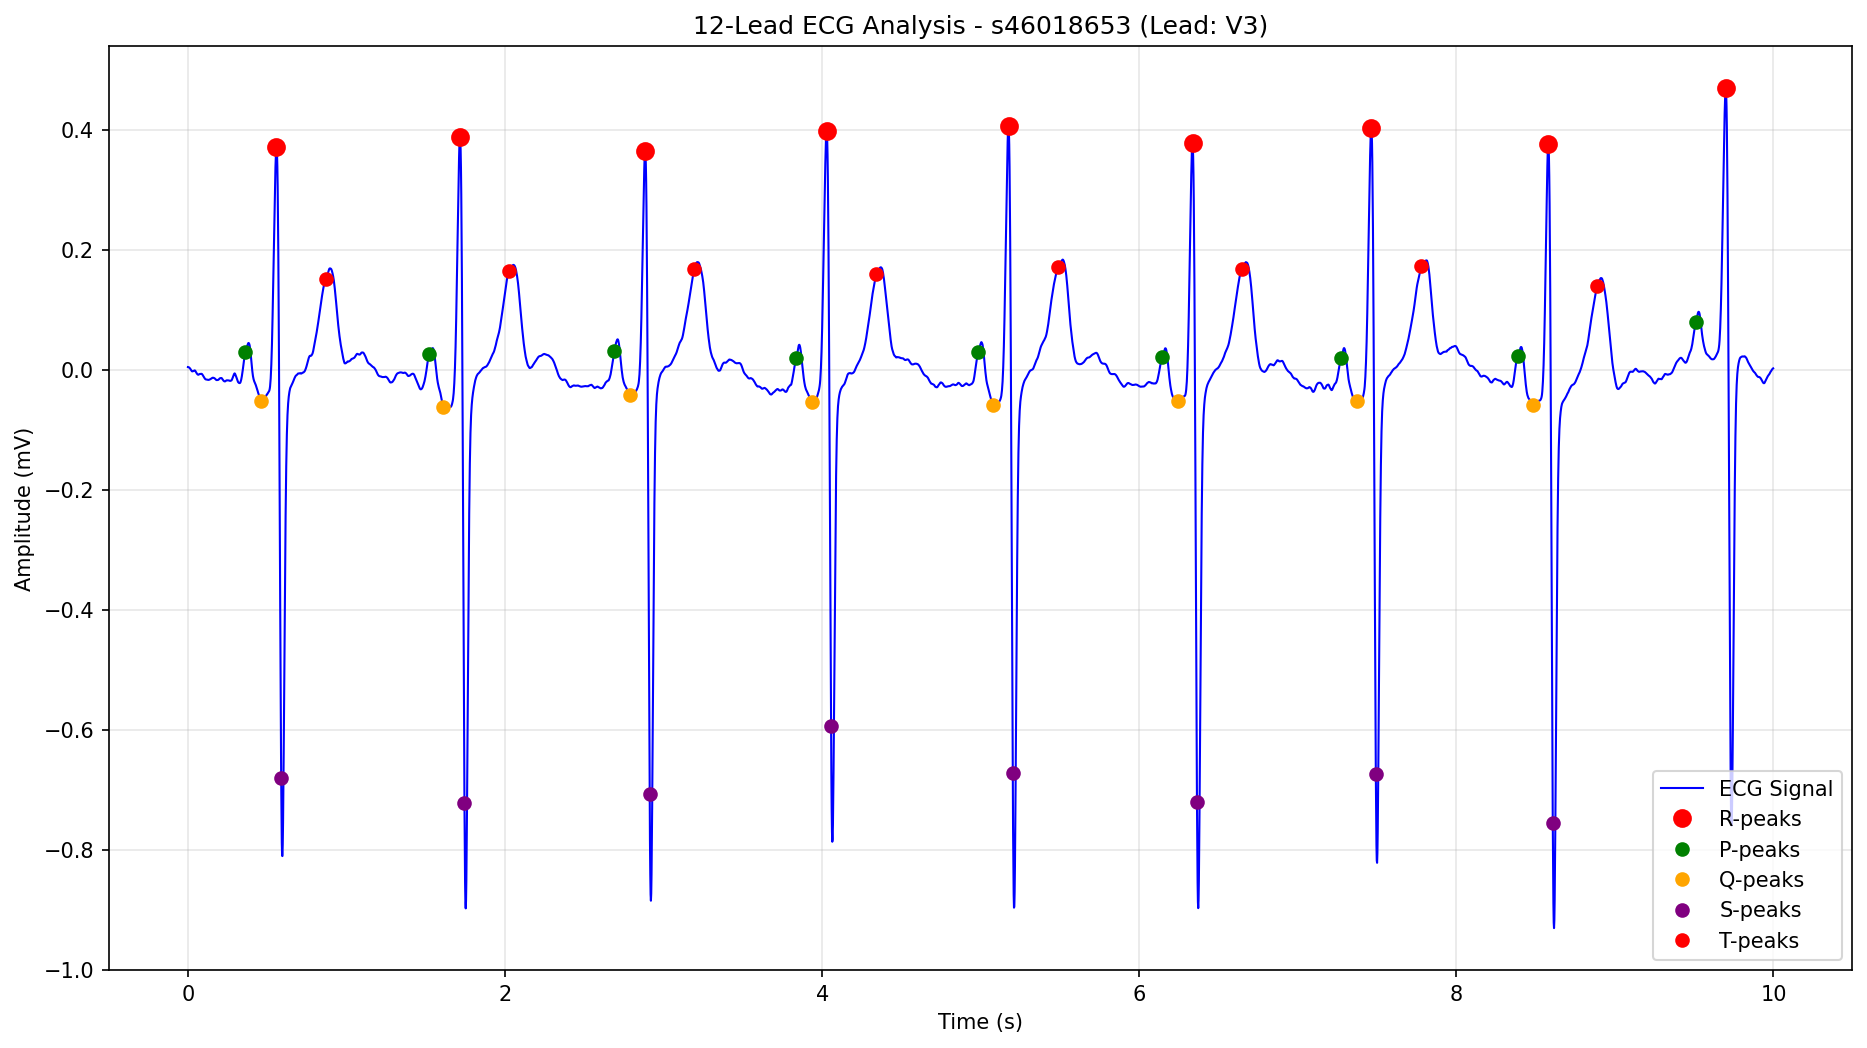 12-Lead ECG Analysis - s46018653 (Lead: V3)
Amplitude (mV)
0.4
0.2
0.0
−0.2
−0.4
−0.6
−0.8
−1.0
0 2 4 6 8 10
Time (s)
ECG Signal
R-peaks
P-peaks
Q-peaks
S-peaks
T-peaks